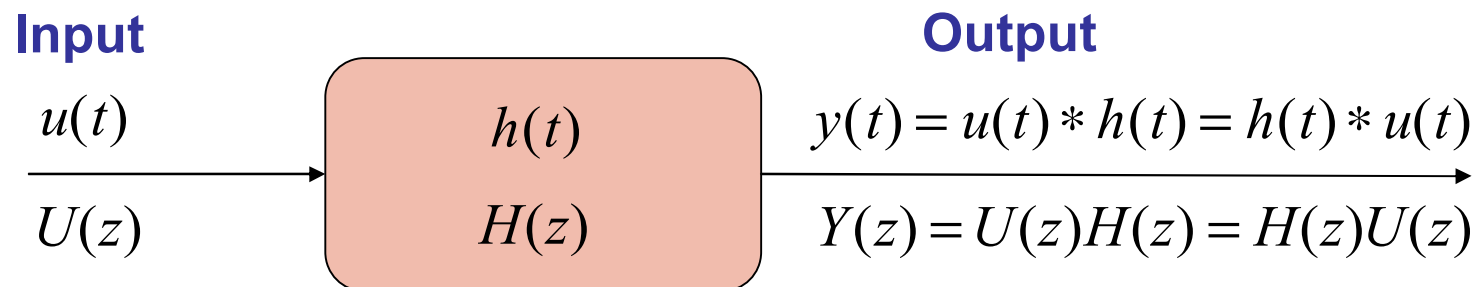 Input
Output
u(t)
h(t)
y(t) = u(t) * h(t) = h(t) * u(t)
U(z)
H(z)
Y(z) = U(z)H(z) = H(z)U(z)